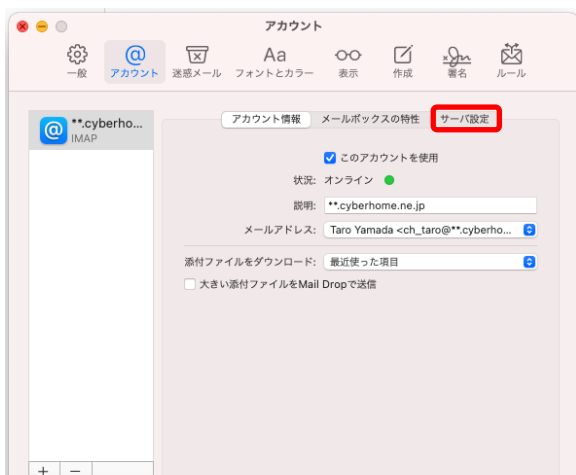 アカウント
一般 アカウント 迷惑メール フォントとカラー 表示 作成 署名 ルール
**.cyberho...
IMAP
アカウント情報 メールボックスの特性 サーバ設定
このアカウントを使用
状況: オンライン
説明: **.cyberhome.ne.jp
メールアドレス: Taro Yamada <ch_taro@**.cyberho...
添付ファイルをダウンロード: 最近使った項目
大きい添付ファイルをMail Dropで送信